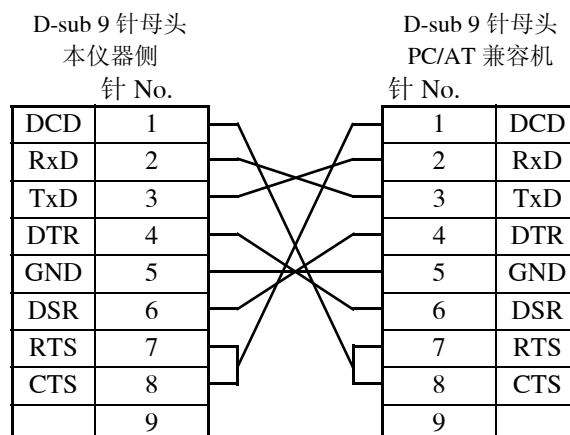 D-sub 9 针母头 D-sub 9 针母头
本仪器侧 PC/AT 兼容机
针 No. 针 No.
DCD 1 1 DCD
RxD 2 2 RxD
TxD 3 3 TxD
DTR 4 4 DTR
GND 5 5 GND
DSR 6 6 DSR
RTS 7 7 RTS
CTS 8 8 CTS
9 9